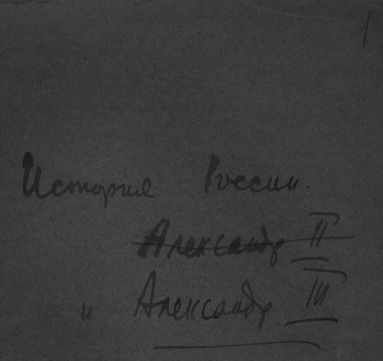 1
История России.
Александр II
и Александр III